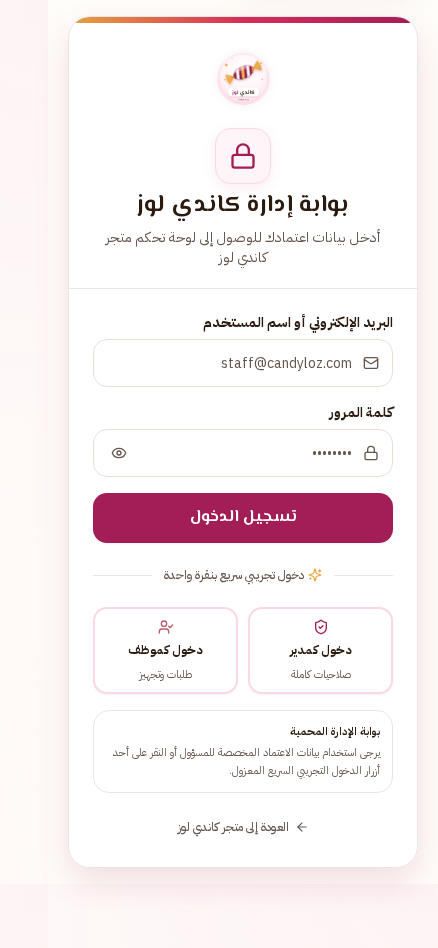 كاندي لوز
بوابة إدارة كاندي لوز
أدخل بيانات اعتمادك للوصول إلى لوحة تحكم متجر
كاندي لوز
البريد الإلكتروني أو اسم المستخدم
staff@candyloz.com
كلمة المرور
••••••••
تسجيل الدخول
دخول تجريبي سريع بنقرة واحدة
دخول كمدير
صلاحيات كاملة
دخول كموظف
طلبات وتجهيز
بوابة الإدارة المحمية
يرجى استخدام بيانات الاعتماد المخصصة للمسؤول أو النقر على أحد
أزرار الدخول التجريبي السريع المعزول.
العودة إلى متجر كاندي لوز